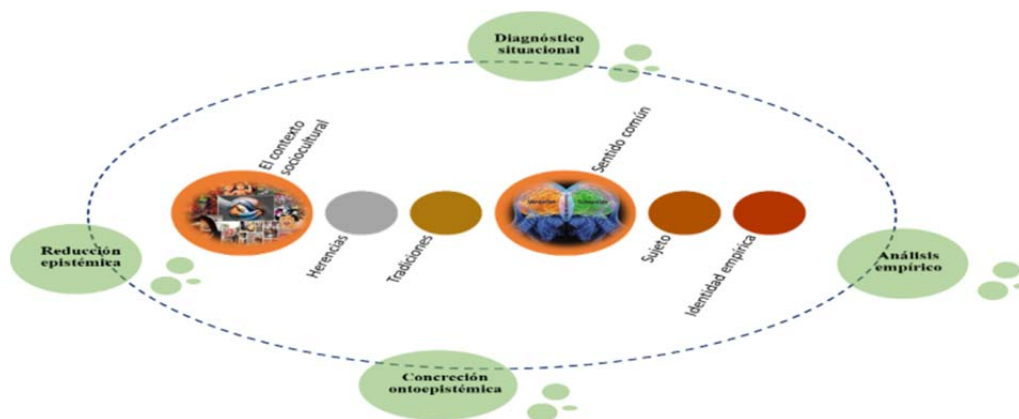 Diagnóstico
situacional
El contexto
sociocultural
Sentido común
Herencias
Tradiciones
Sujeto
Identidad empírica
Reducción
epistémica
Análisis
empírico
Concreción
ontoepistémica